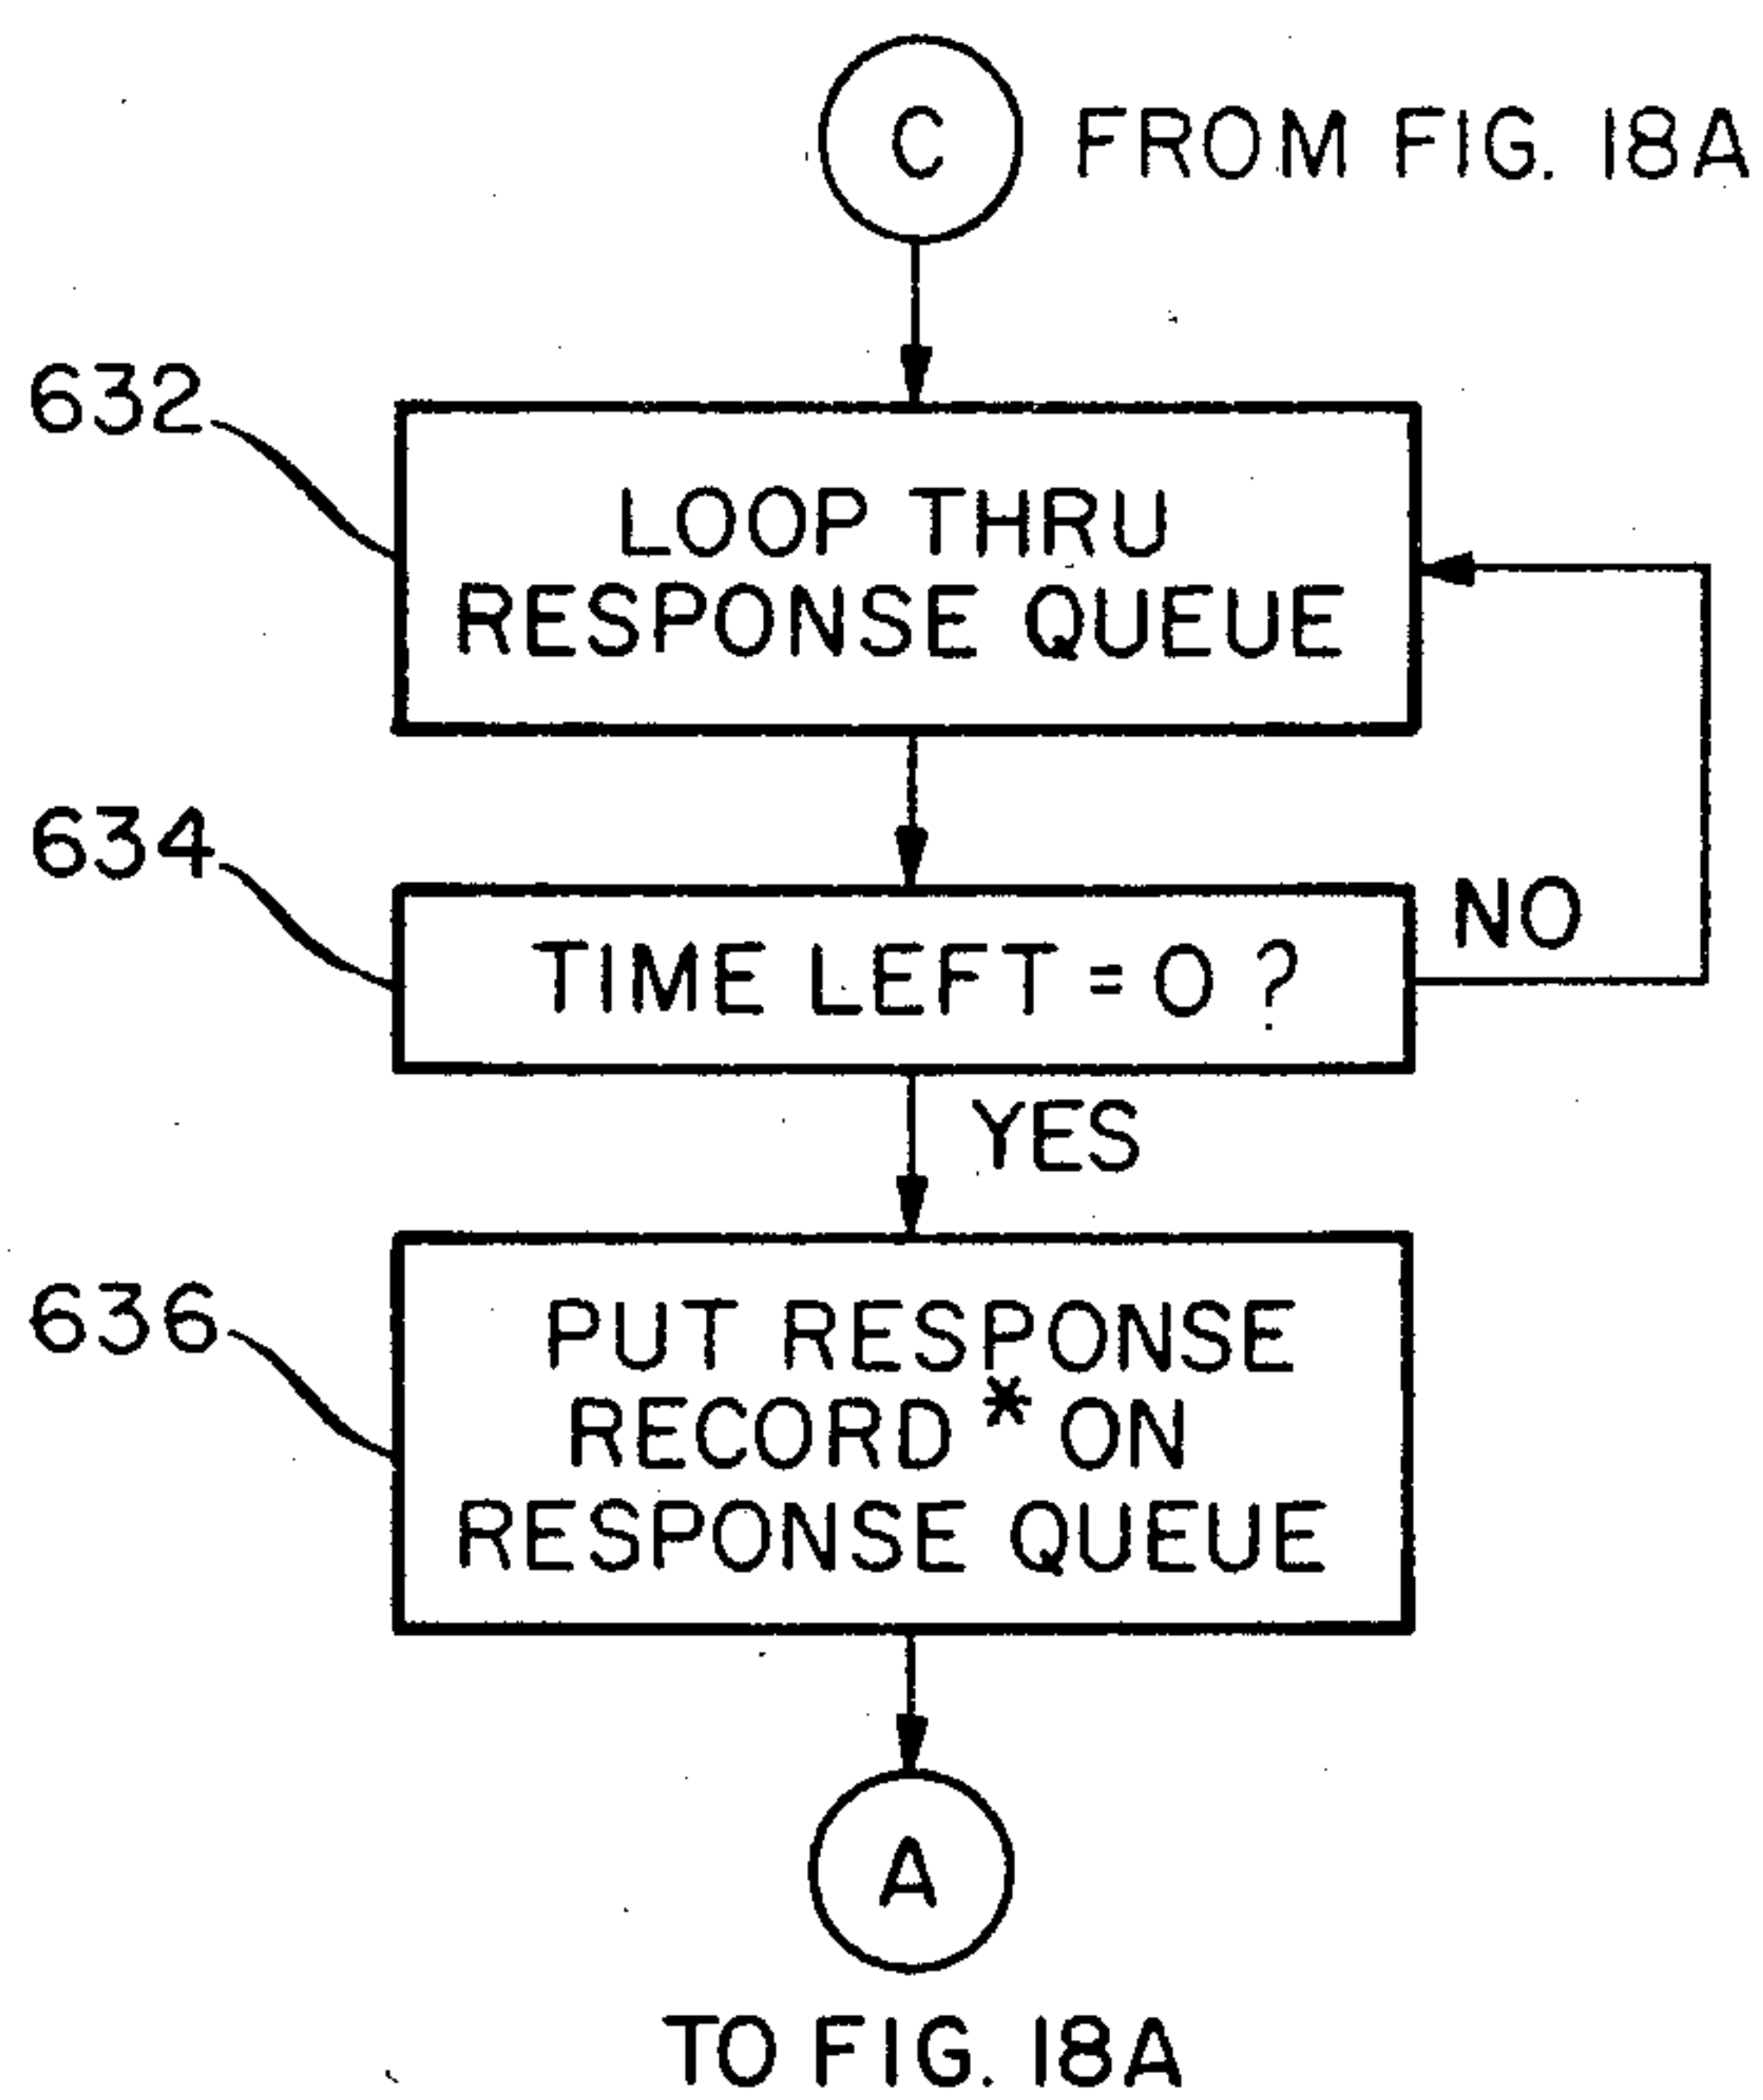 C FROM FIG. 18A
632
LOOP THRU
RESPONSE QUEUE
634
NO
TIME LEFT = 0 ?
YES
636
PUT RESPONSE
RECORD * ON
RESPONSE QUEUE
A
TO FIG. 18A